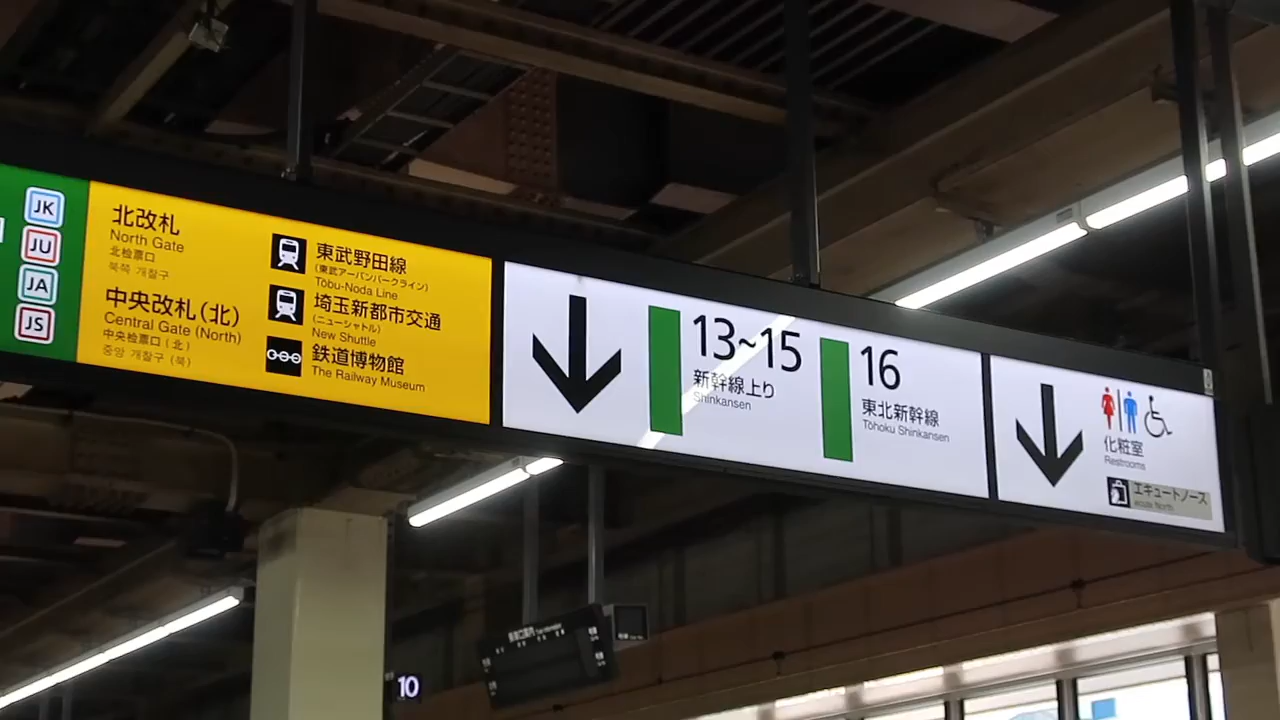 JK
JU
JA
JS
北改札
North Gate
北检票口
북쪽 개찰구
中央改札(北)
Central Gate (North)
中央检票口(北)
중앙 개찰구 (북)
東武野田線
(東武アーバンパークライン)
Tōbu-Noda Line
埼玉新都市交通
(ニューシャトル)
New Shuttle
鉄道博物館
The Railway Museum
13~15
新幹線上り
Shinkansen
16
東北新幹線
Tōhoku Shinkansen
化粧室
Restrooms
エキュートノース
ecute North
10